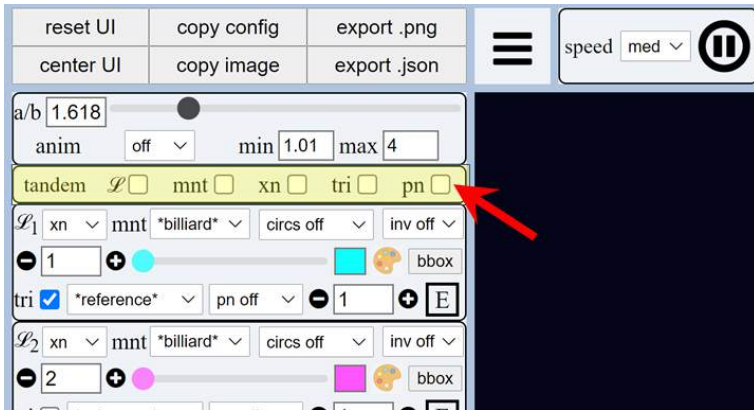 reset UI copy config export .png
center UI copy image export .json
speed med
a/b 1.618
anim off min 1.01 max 4
tandem ℒ mnt xn tri pn
ℒ1 xn mnt *billiard* circs off inv off
1 bbox
tri *reference* pn off 1 E
ℒ2 xn mnt *billiard* circs off inv off
2 bbox